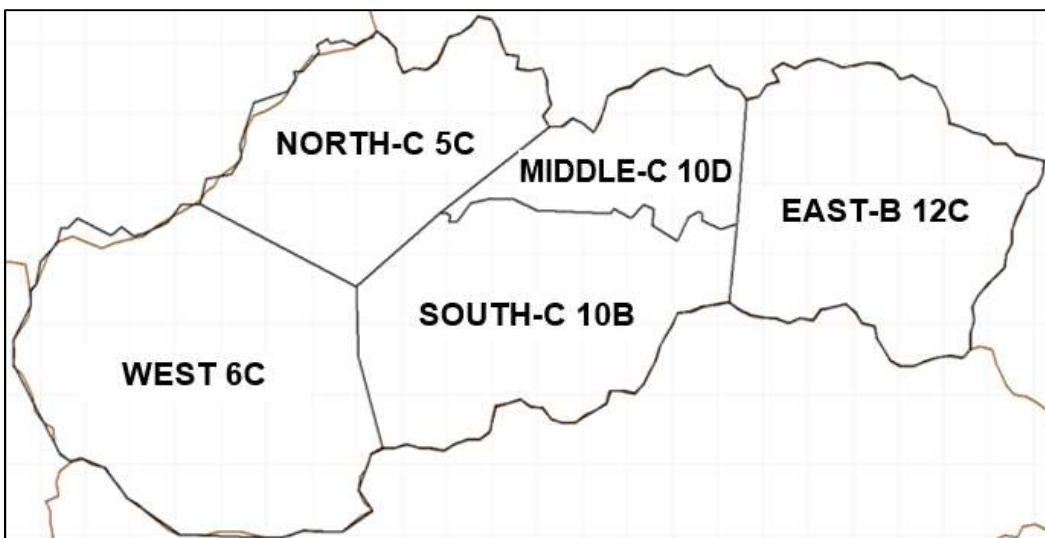 NORTH-C 5C
MIDDLE-C 10D
EAST-B 12C
SOUTH-C 10B
WEST 6C